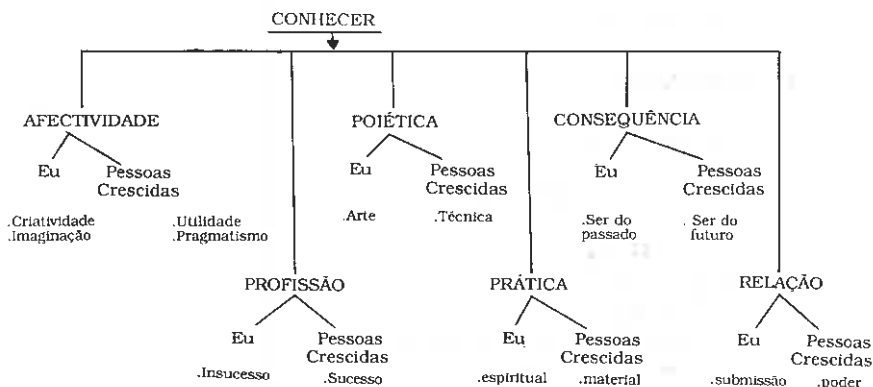 CONHECER
AFECTIVIDADE
Eu Pessoas
Crescidas
.Criatividade .Utilidade
.Imaginação .Pragmatismo
POIÉTICA
Eu Pessoas
Crescidas
.Arte .Técnica
CONSEQUÊNCIA
Eu Pessoas
Crescidas
.Ser do . Ser do
passado futuro
PROFISSÃO
Eu Pessoas
Crescidas
.Insucesso .Sucesso
PRÁTICA
Eu Pessoas
Crescidas
.espiritual .material
RELAÇÃO
Eu Pessoas
Crescidas
.submissão .poder